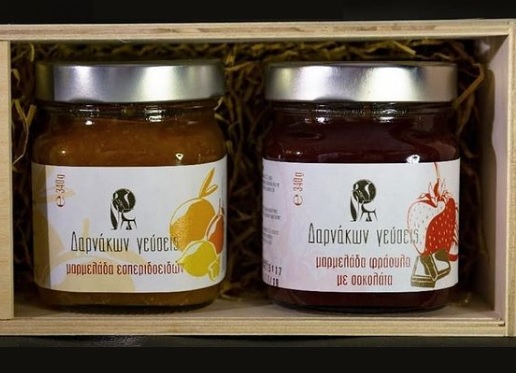 e 340g
Δαρνάκων γεύσεις
μαρμελάδα εσπεριδοειδών
e 340g
Δαρνάκων γεύσεις
μαρμελάδα φράουλα
με σοκολάτα